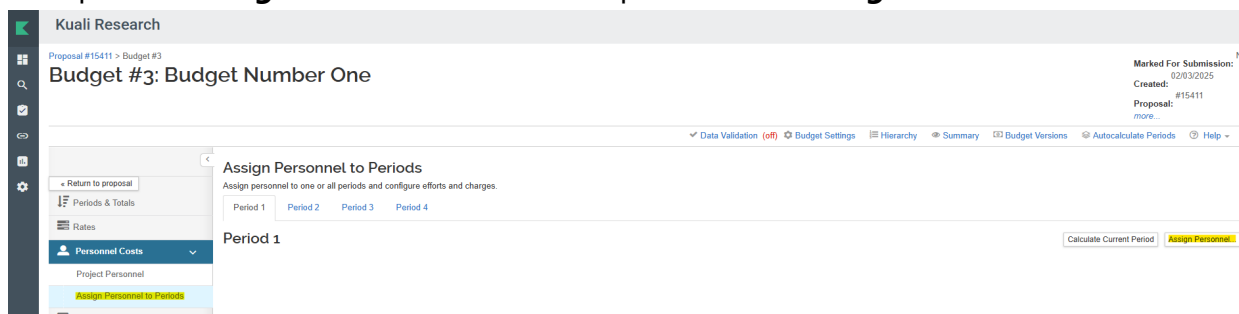 Kuali Research
Proposal #15411 > Budget #3
Budget #3: Budget Number One
Marked For Submission:
Created: 02/03/2025
Proposal: #15411
more...
Data Validation (off) Budget Settings Hierarchy Summary Budget Versions Autocalculate Periods Help
« Return to proposal
Periods & Totals
Rates
Personnel Costs
Project Personnel
Assign Personnel to Periods
Assign Personnel to Periods
Assign personnel to one or all periods and configure efforts and charges.
Period 1 Period 2 Period 3 Period 4
Period 1
Calculate Current Period Assign Personnel...